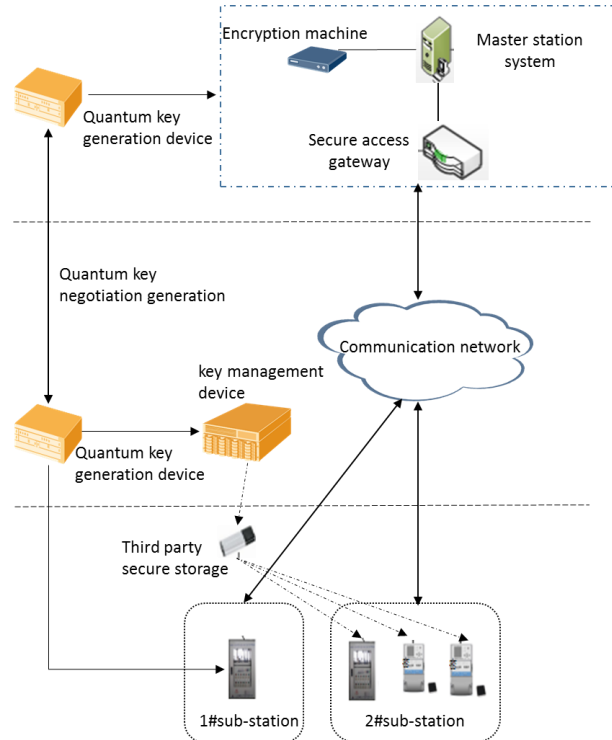 Encryption machine
Master station
system
Quantum key
generation device
Secure access
gateway
Quantum key
negotiation generation
Communication network
key management
device
Quantum key
generation device
Third party
secure storage
1#sub-station
2#sub-station